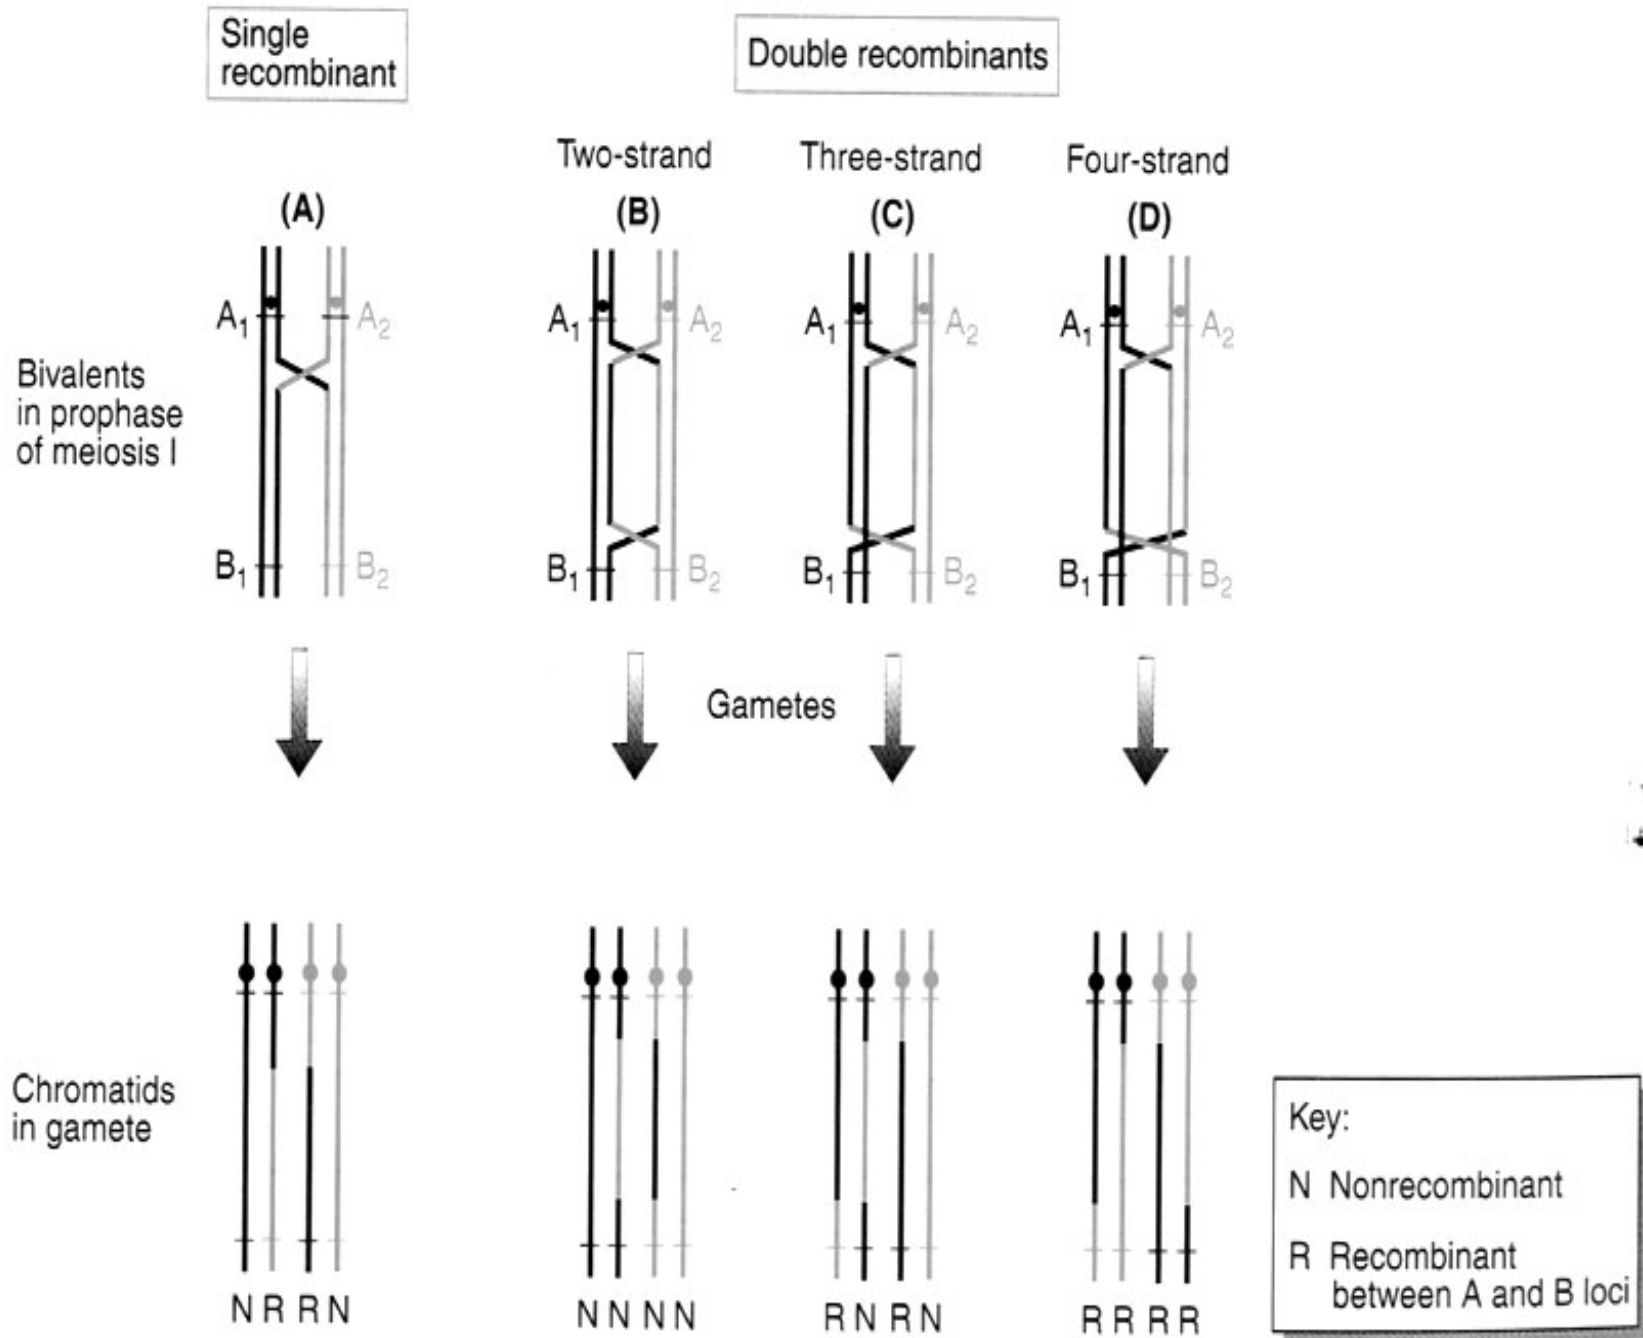 Single
recombinant
Double recombinants
Two-strand
Three-strand
Four-strand
(A)
(B)
(C)
(D)
A1 A2
A1 A2
A1 A2
A1 A2
Bivalents
in prophase
of meiosis I
B1 B2
B1 B2
B1 B2
B1 B2
Gametes
Chromatids
in gamete
Key:
N Nonrecombinant
R Recombinant
between A and B loci
N R R N
N N N N
R N R N
R R R R